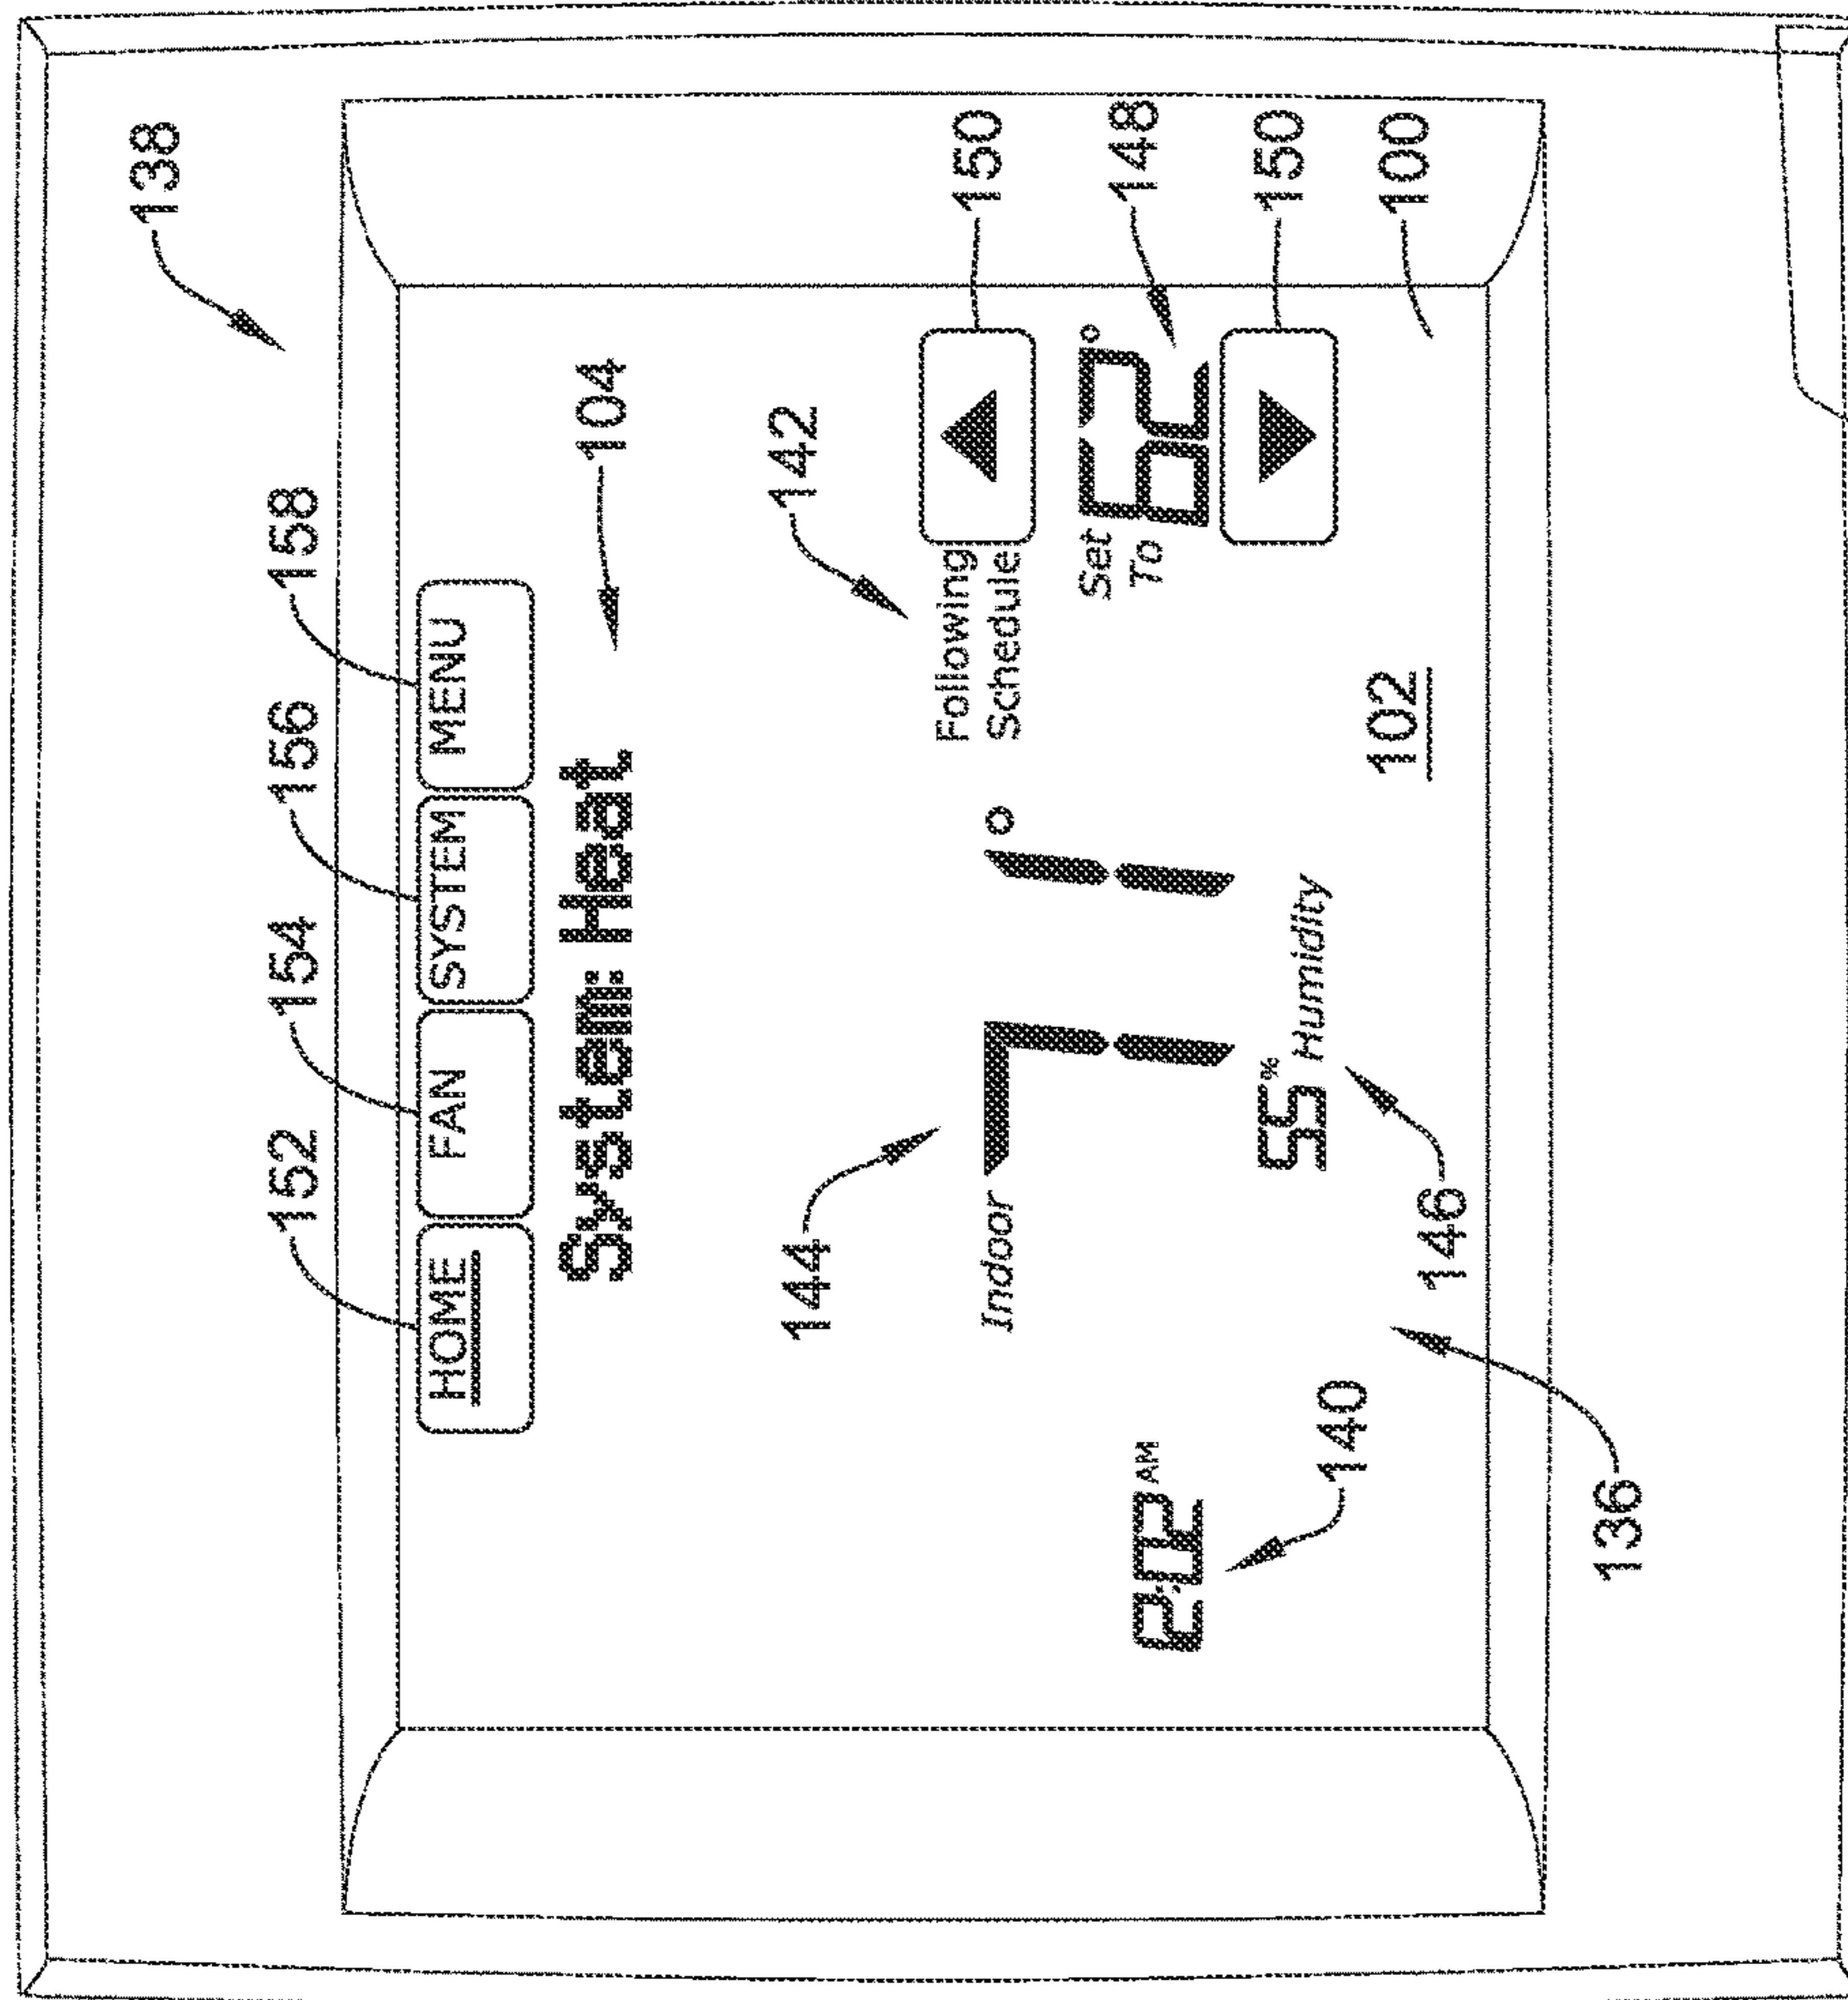 138
152 154 156 158
HOME FAN SYSTEM MENU
System: Heat 104
144 142
Following
Schedule
150
Indoor 71°
Set
To
62° 148
2:02 AM
55% Humidity
150
140
102
100
146
136